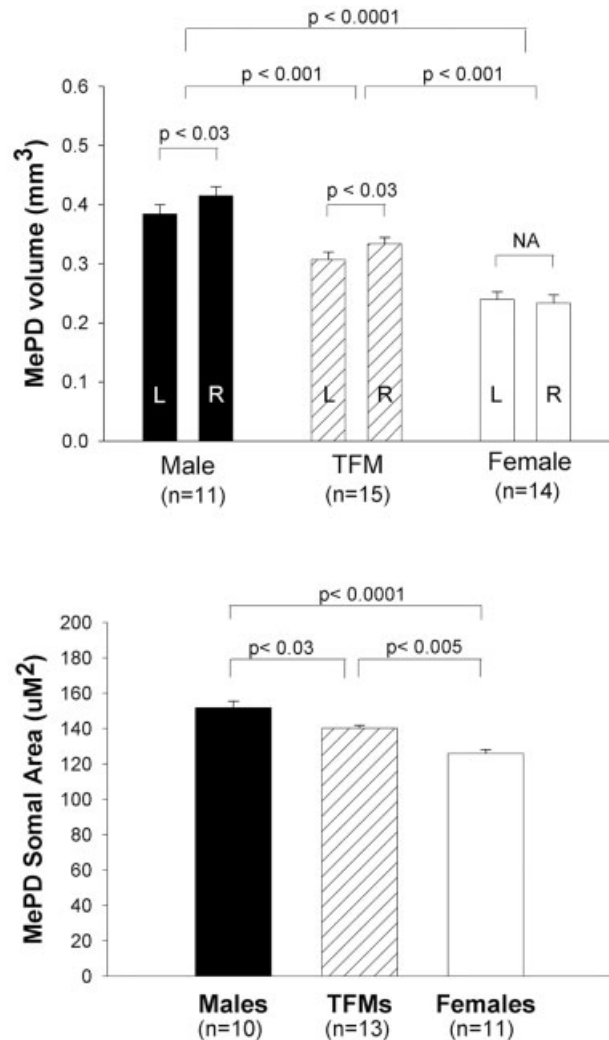 p < 0.0001
p < 0.001 p < 0.001
0.6
p < 0.03
0.5
p < 0.03
0.4
NA
0.3
0.2
0.1
0.0
MePD volume (mm³)
L R L R L R
Male TFM Female
(n=11) (n=15) (n=14)
p< 0.0001
200
p< 0.03 p< 0.005
180
160
140
120
100
80
60
40
20
0
MePD Somal Area (uM²)
Males TFMs Females
(n=10) (n=13) (n=11)